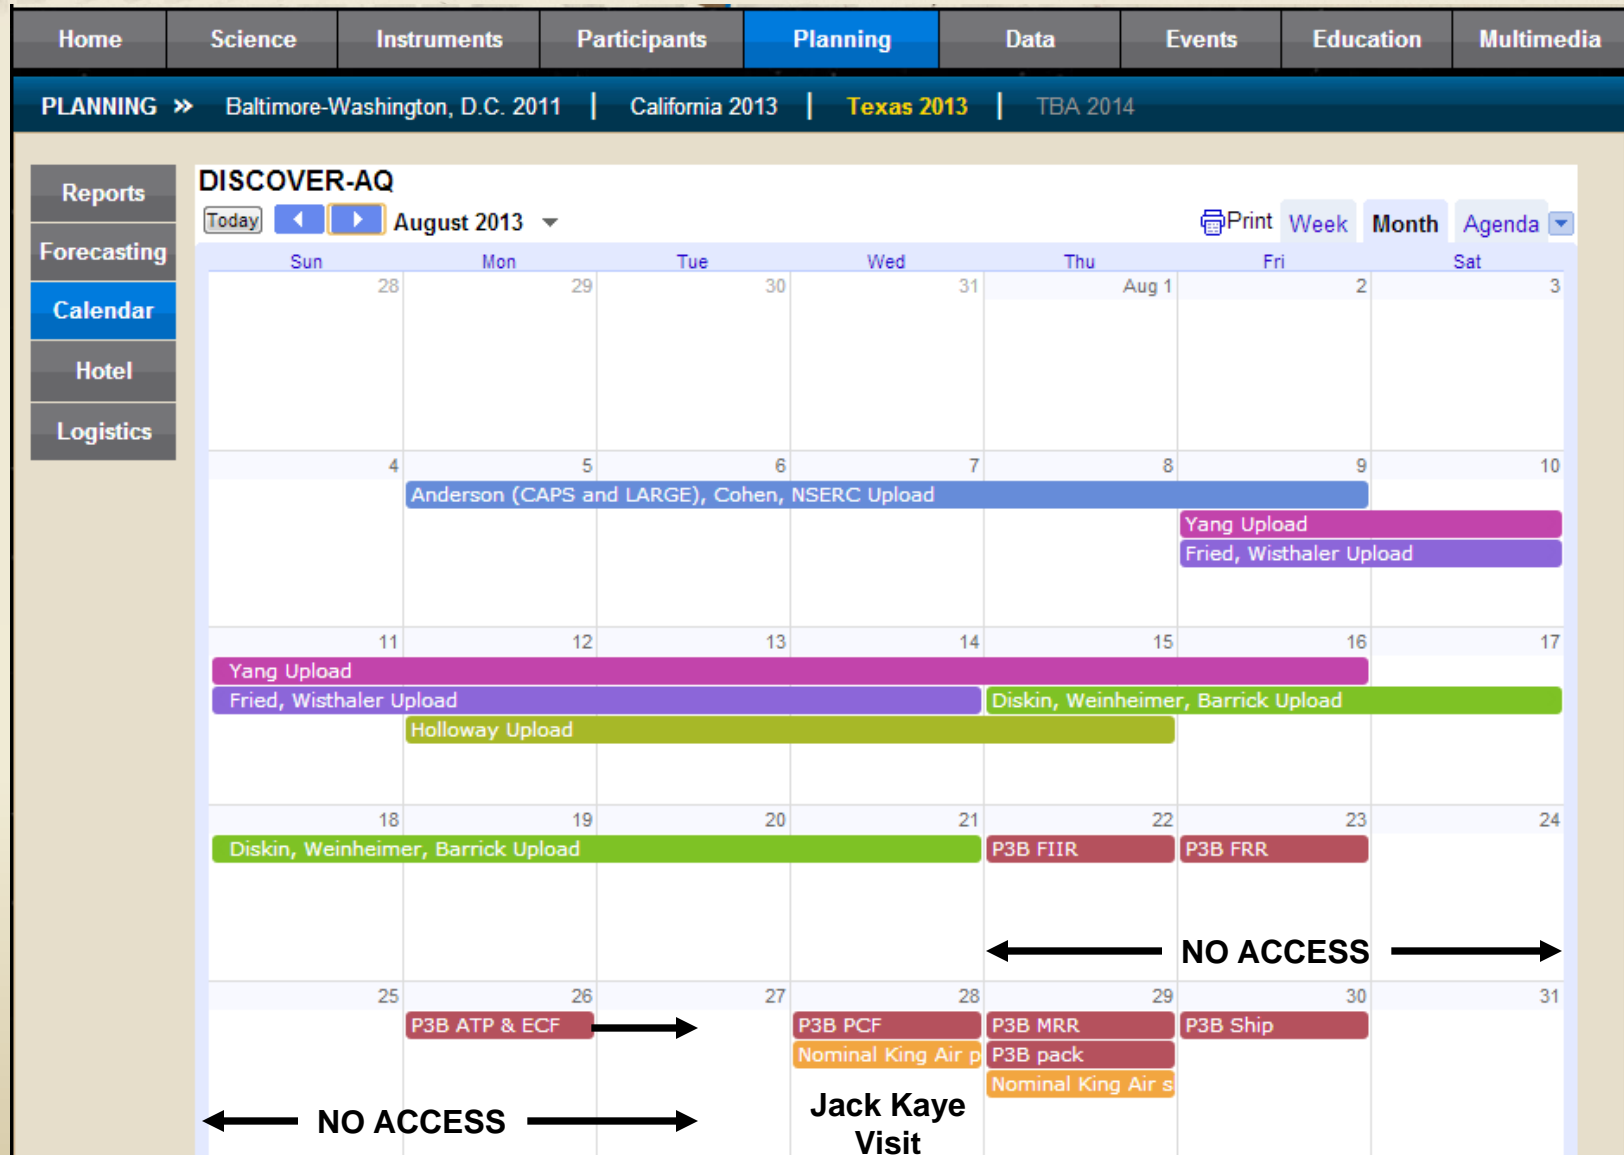 Home Science Instruments Participants Planning Data Events Education Multimedia
PLANNING » Baltimore-Washington, D.C. 2011 | California 2013 | Texas 2013 | TBA 2014
Reports
Forecasting
Calendar
Hotel
Logistics
DISCOVER-AQ
Today August 2013 Print Week Month Agenda
Sun Mon Tue Wed Thu Fri Sat
28 29 30 31 Aug 1 2 3
4 5 6 7 8 9 10
Anderson (CAPS and LARGE), Cohen, NSERC Upload
Yang Upload
Fried, Wisthaler Upload
11 12 13 14 15 16 17
Yang Upload
Fried, Wisthaler Upload Diskin, Weinheimer, Barrick Upload
Holloway Upload
18 19 20 21 22 23 24
Diskin, Weinheimer, Barrick Upload P3B FIIR P3B FRR
NO ACCESS
25 26 27 28 29 30 31
P3B ATP & ECF P3B PCF P3B MRR P3B Ship
Nominal King Air p P3B pack
Nominal King Air s
NO ACCESS Jack Kaye
Visit